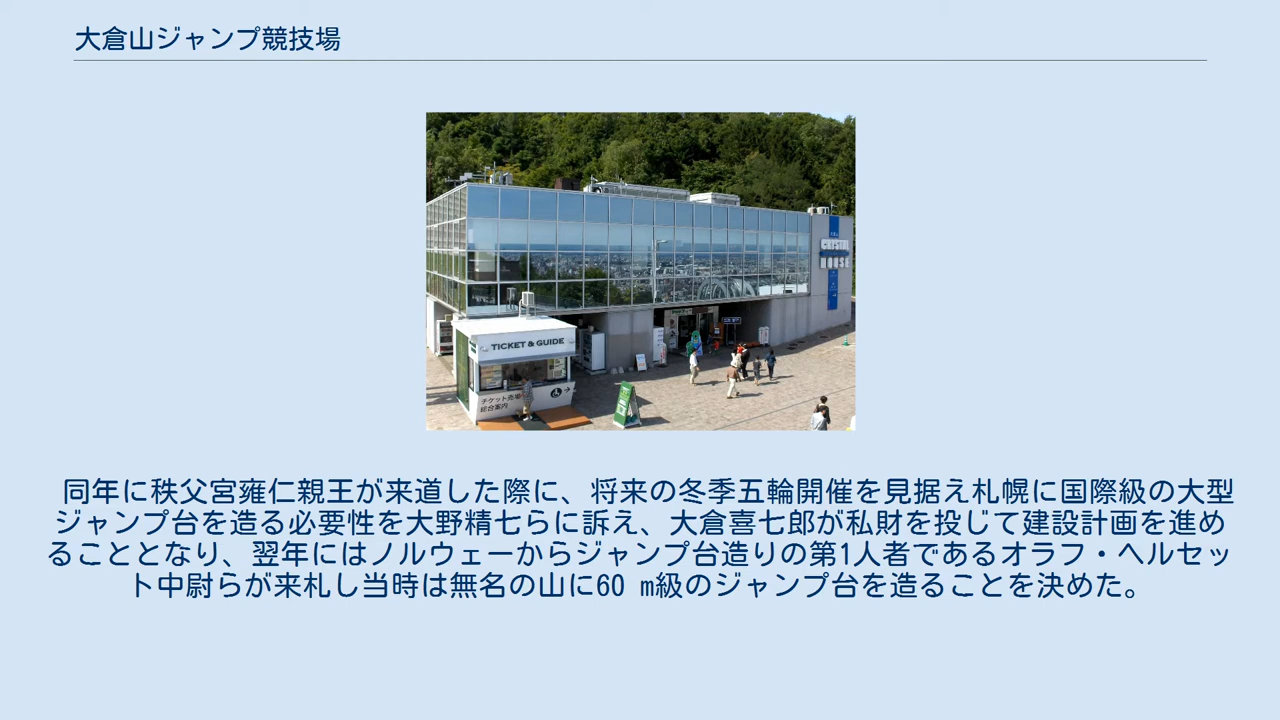 大倉山ジャンプ競技場
CRYSTAL
HOUSE
TICKET & GUIDE
チケット売場
総合案内
同年に秩父宮雍仁親王が来道した際に、将来の冬季五輪開催を見据え札幌に国際級の大型
ジャンプ台を造る必要性を大野精七らに訴え、大倉喜七郎が私財を投じて建設計画を進め
ることとなり、翌年にはノルウェーからジャンプ台造りの第1人者であるオラフ・ヘルセッ
ト中尉らが来札し当時は無名の山に60 m級のジャンプ台を造ることを決めた。